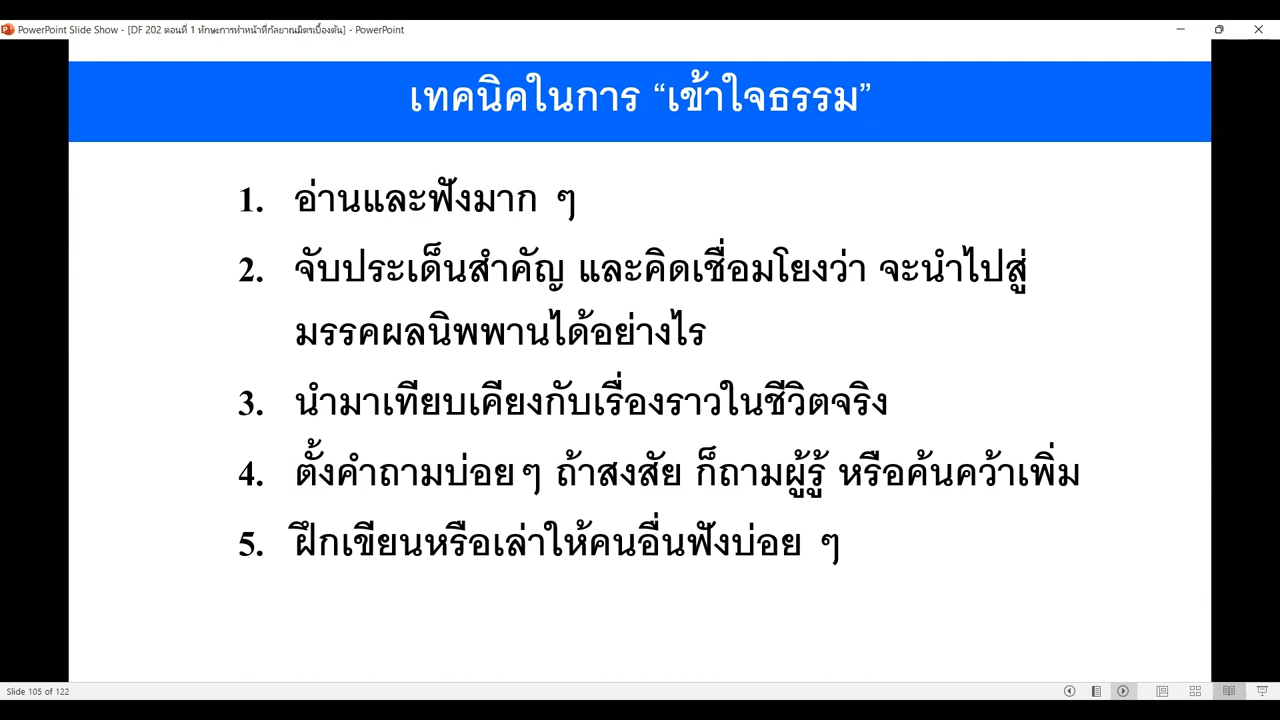 PowerPoint Slide Show - [DF 202 ตอนที่ 1 ทักษะการทำหน้าที่กัลยาณมิตรเบื้องต้น] - PowerPoint
เทคนิคในการ “เข้าใจธรรม”
1. อ่านและฟังมาก ๆ
2. จับประเด็นสำคัญ และคิดเชื่อมโยงว่า จะนำไปสู่
มรรคผลนิพพานได้อย่างไร
3. นำมาเทียบเคียงกับเรื่องราวในชีวิตจริง
4. ตั้งคำถามบ่อยๆ ถ้าสงสัย ก็ถามผู้รู้ หรือค้นคว้าเพิ่ม
5. ฝึกเขียนหรือเล่าให้คนอื่นฟังบ่อย ๆ
Slide 105 of 122